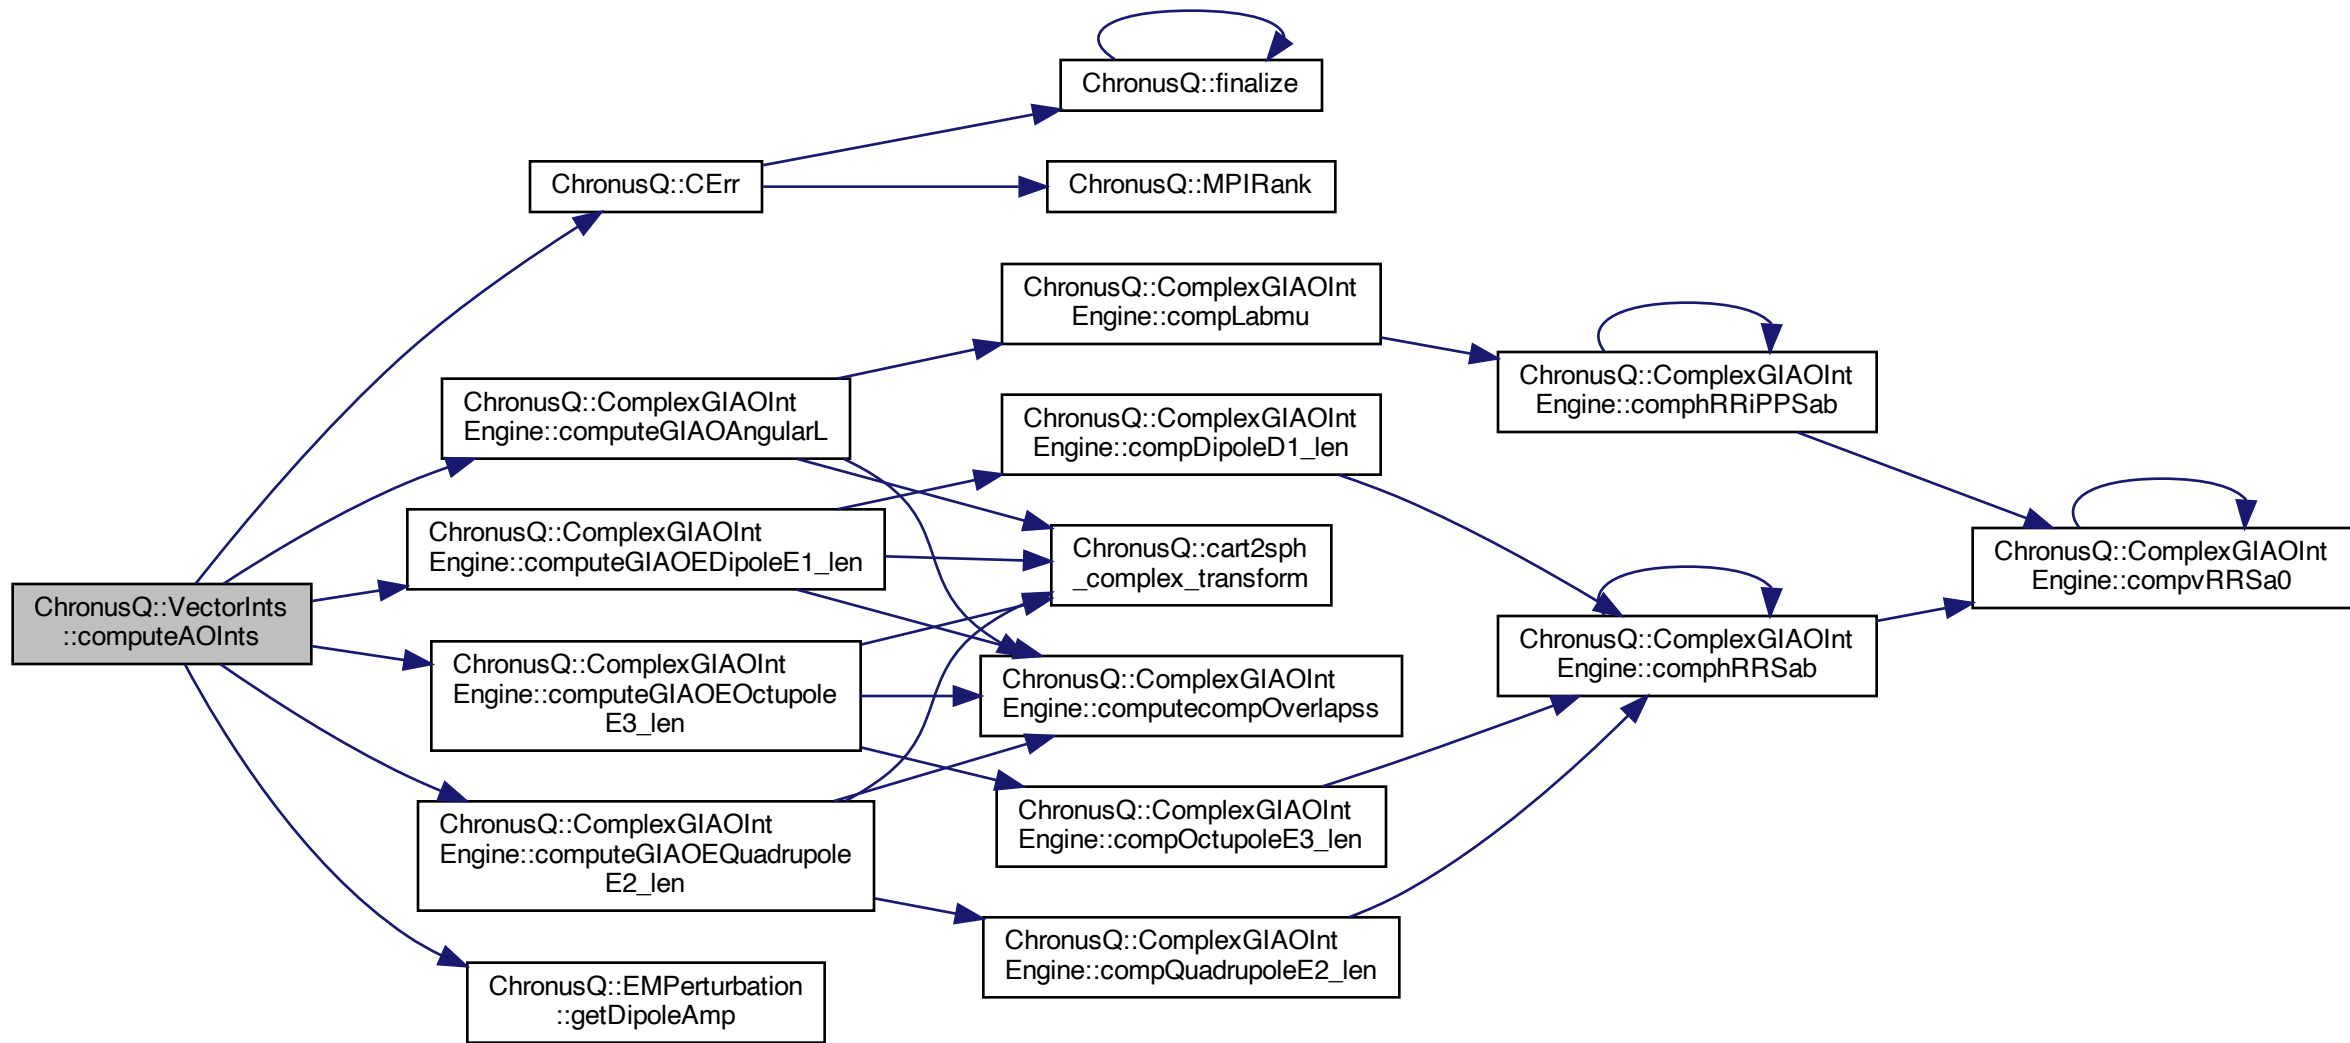 ChronusQ::finalize
ChronusQ::CErr
ChronusQ::MPIRank
ChronusQ::ComplexGIAOInt
Engine::compLabmu
ChronusQ::ComplexGIAOInt
Engine::comphRRiPPSab
ChronusQ::ComplexGIAOInt
Engine::computeGIAOAngularL
ChronusQ::ComplexGIAOInt
Engine::compDipoleD1_len
ChronusQ::ComplexGIAOInt
Engine::computeGIAOEDipoleE1_len
ChronusQ::cart2sph
_complex_transform
ChronusQ::ComplexGIAOInt
Engine::compvRRSa0
ChronusQ::VectorInts
::computeAOInts
ChronusQ::ComplexGIAOInt
Engine::comphRRSab
ChronusQ::ComplexGIAOInt
Engine::computeGIAOEOctupole
E3_len
ChronusQ::ComplexGIAOInt
Engine::computecompOverlapss
ChronusQ::ComplexGIAOInt
Engine::compOctupoleE3_len
ChronusQ::ComplexGIAOInt
Engine::computeGIAOEQuadrupole
E2_len
ChronusQ::ComplexGIAOInt
Engine::compQuadrupoleE2_len
ChronusQ::EMPerturbation
::getDipoleAmp